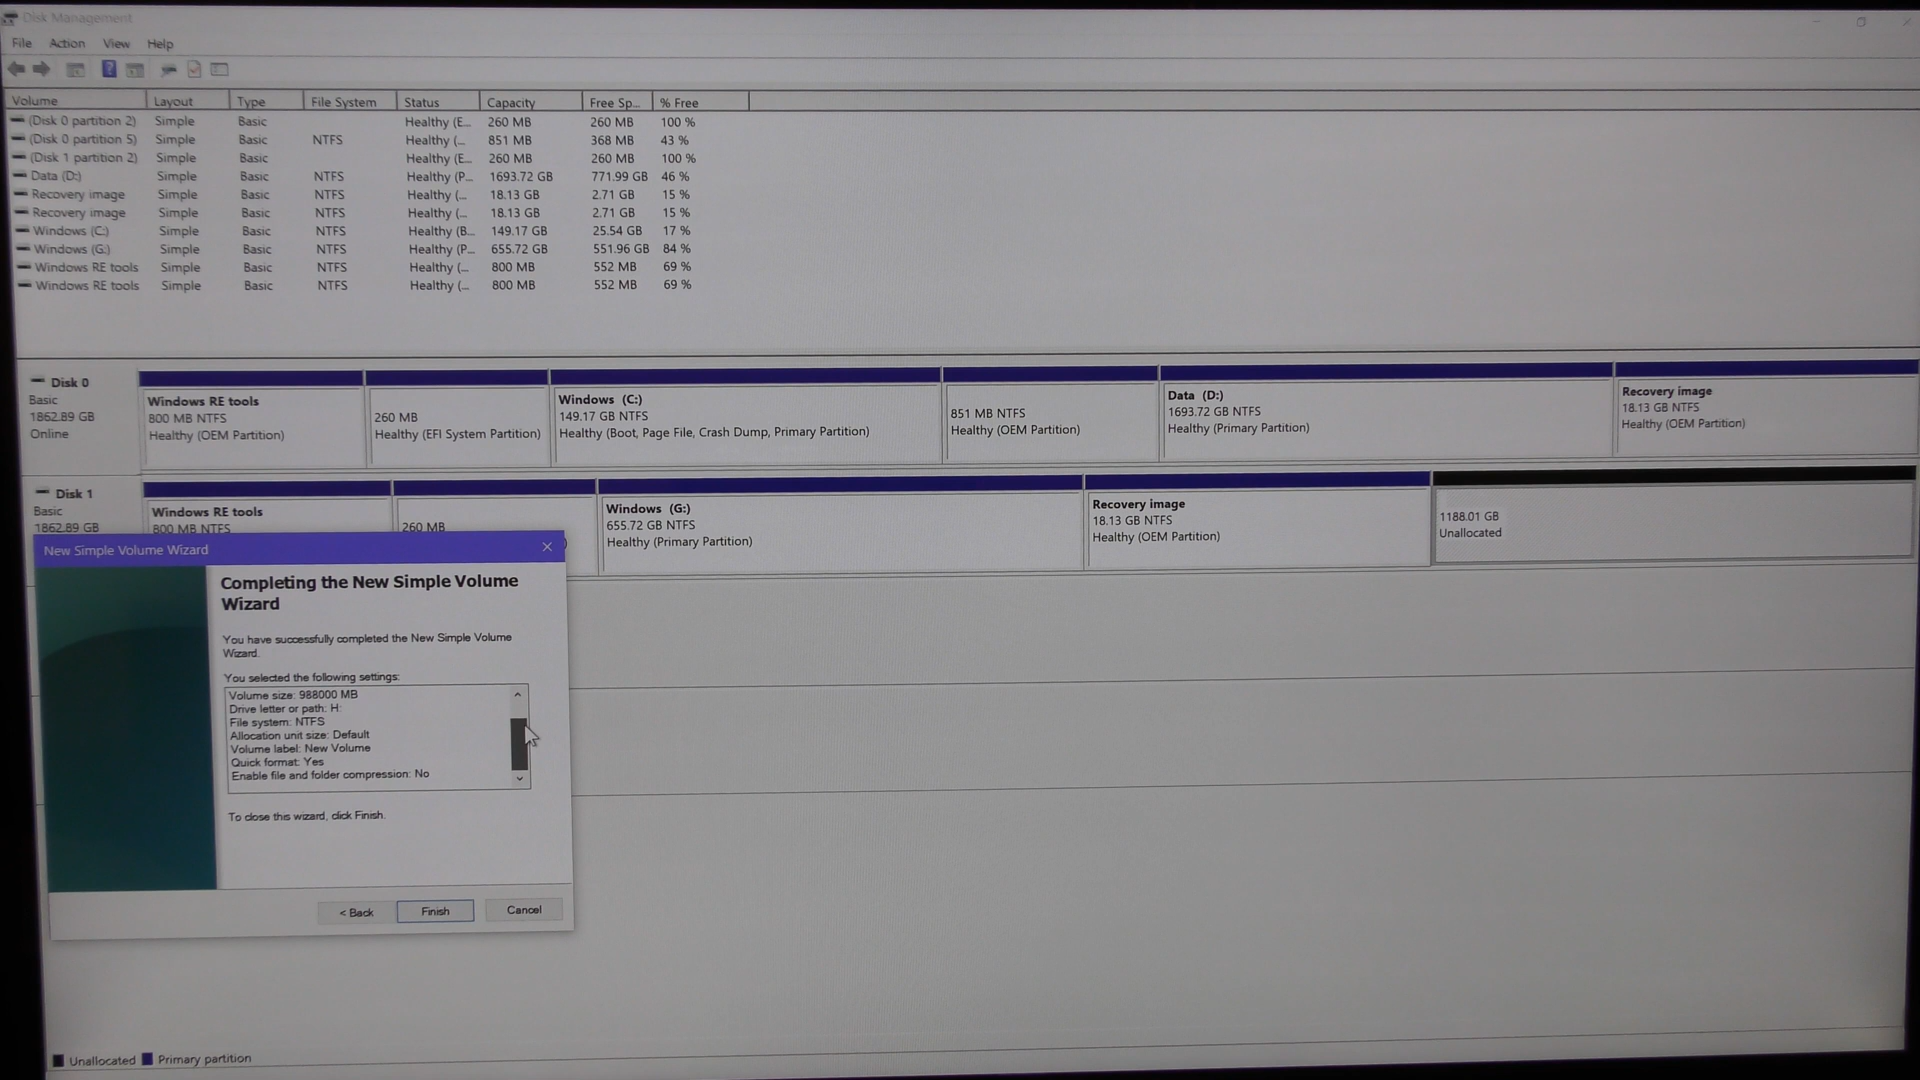 Disk Management
File Action View Help
Volume Layout Type File System Status Capacity Free Sp... % Free
(Disk 0 partition 2) Simple Basic Healthy (E... 260 MB 260 MB 100 %
(Disk 0 partition 5) Simple Basic NTFS Healthy (... 851 MB 368 MB 43 %
(Disk 1 partition 2) Simple Basic Healthy (E... 260 MB 260 MB 100 %
Data (D:) Simple Basic NTFS Healthy (P... 1693.72 GB 771.99 GB 46 %
Recovery image Simple Basic NTFS Healthy (... 18.13 GB 2.71 GB 15 %
Recovery image Simple Basic NTFS Healthy (... 18.13 GB 2.71 GB 15 %
Windows (C:) Simple Basic NTFS Healthy (B... 149.17 GB 25.54 GB 17 %
Windows (G:) Simple Basic NTFS Healthy (P... 655.72 GB 551.96 GB 84 %
Windows RE tools Simple Basic NTFS Healthy (... 800 MB 552 MB 69 %
Windows RE tools Simple Basic NTFS Healthy (... 800 MB 552 MB 69 %
Disk 0
Basic
1862.89 GB
Online
Windows RE tools
800 MB NTFS
Healthy (OEM Partition)
260 MB
Healthy (EFI System Partition)
Windows (C:)
149.17 GB NTFS
Healthy (Boot, Page File, Crash Dump, Primary Partition)
851 MB NTFS
Healthy (OEM Partition)
Data (D:)
1693.72 GB NTFS
Healthy (Primary Partition)
Recovery image
18.13 GB NTFS
Healthy (OEM Partition)
Disk 1
Basic
1862.89 GB
Windows RE tools
800 MB NTFS
260 MB
Windows (G:)
655.72 GB NTFS
Healthy (Primary Partition)
Recovery image
18.13 GB NTFS
Healthy (OEM Partition)
1188.01 GB
Unallocated
New Simple Volume Wizard
Completing the New Simple Volume
Wizard
You have successfully completed the New Simple Volume
Wizard.
You selected the following settings:
Volume size: 988000 MB
Drive letter or path: H:
File system: NTFS
Allocation unit size: Default
Volume label: New Volume
Quick format: Yes
Enable file and folder compression: No
To close this wizard, click Finish.
< Back Finish Cancel
Unallocated Primary partition